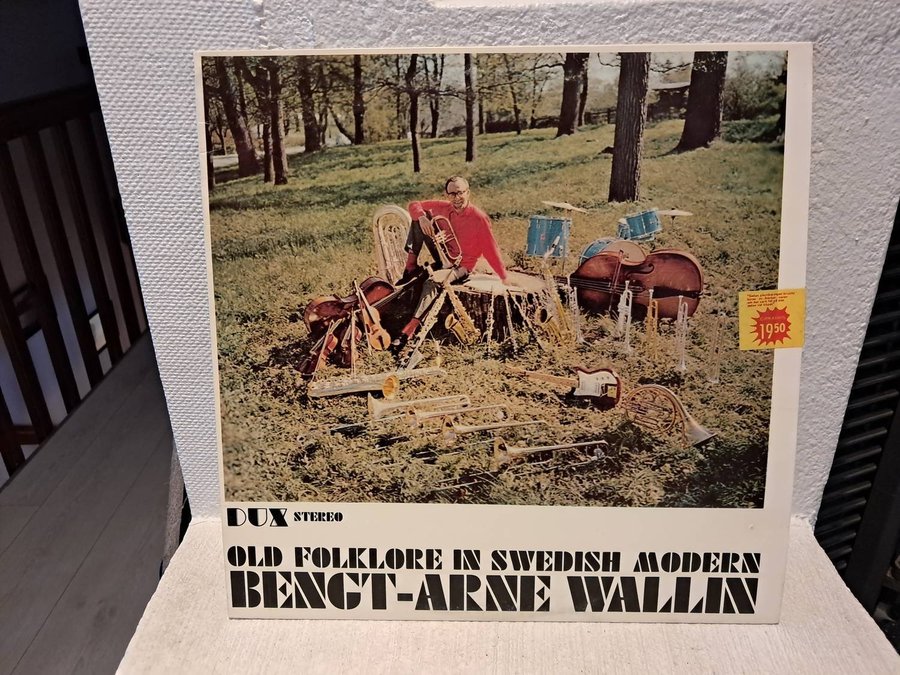 19.50
DUX STEREO
OLD FOLKLORE IN SWEDISH MODERN
BENGT-ARNE WALLIN